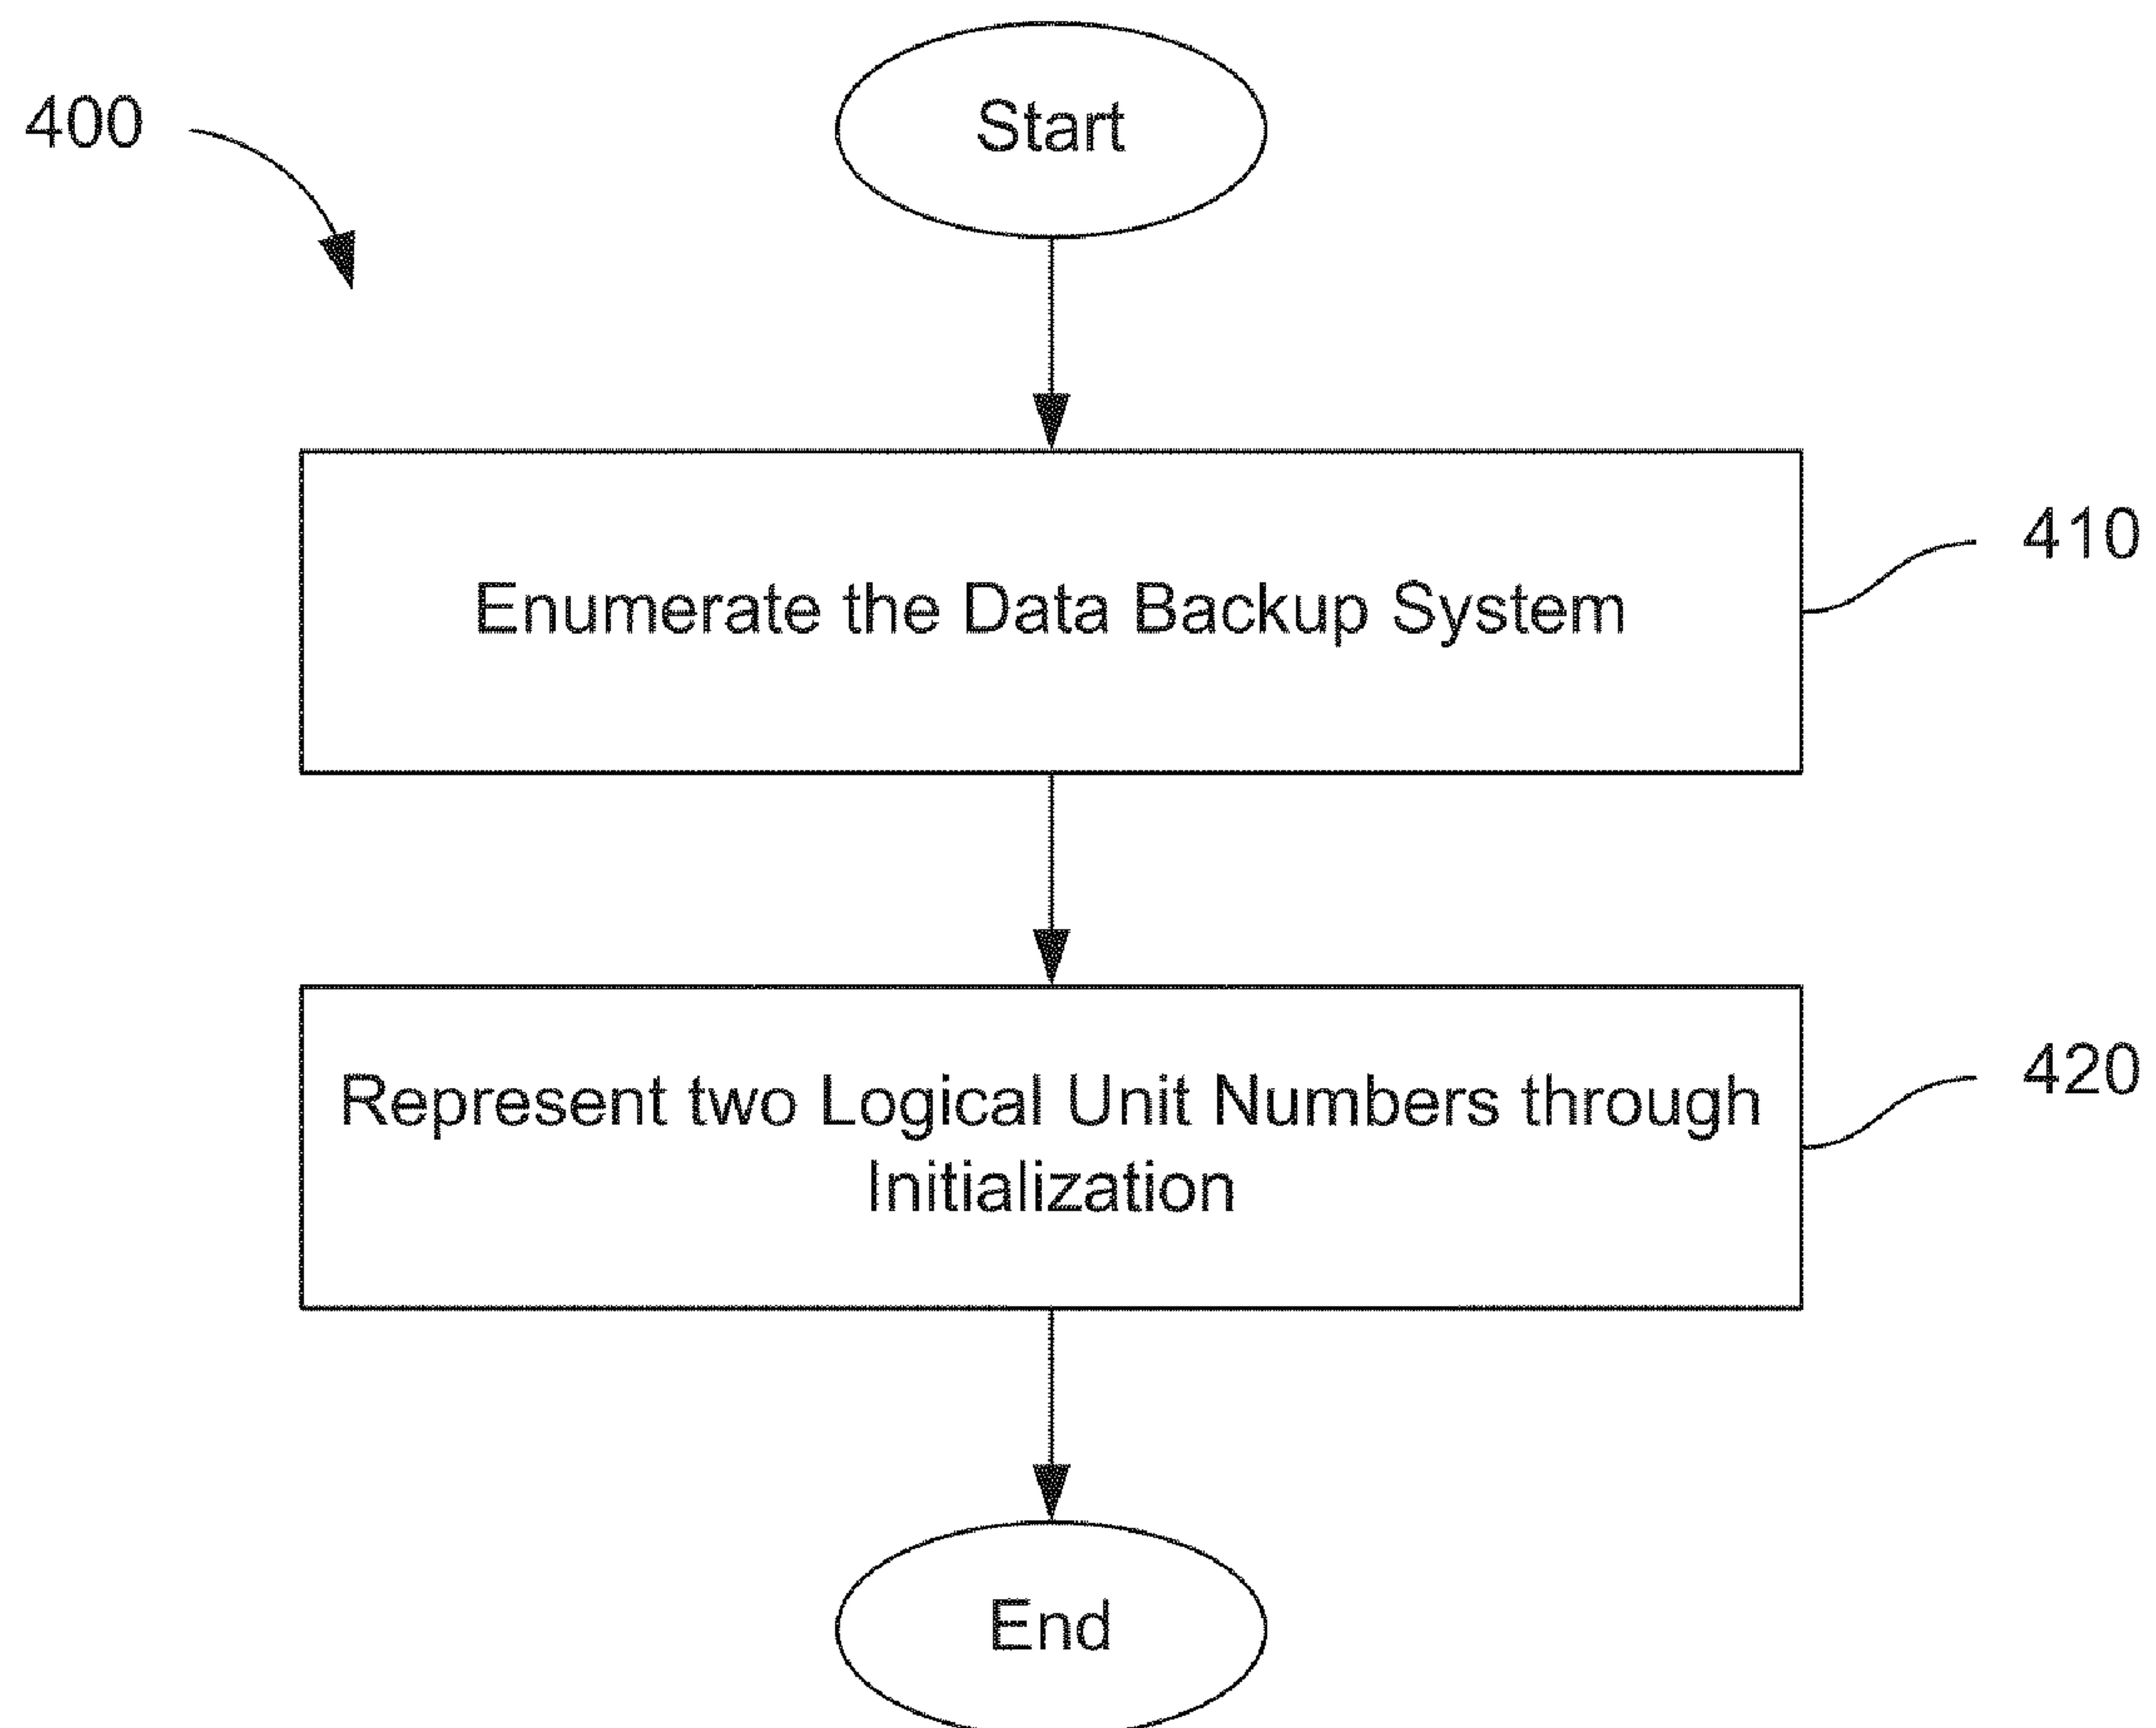 400
Start
Enumerate the Data Backup System
410
Represent two Logical Unit Numbers through
Initialization
420
End